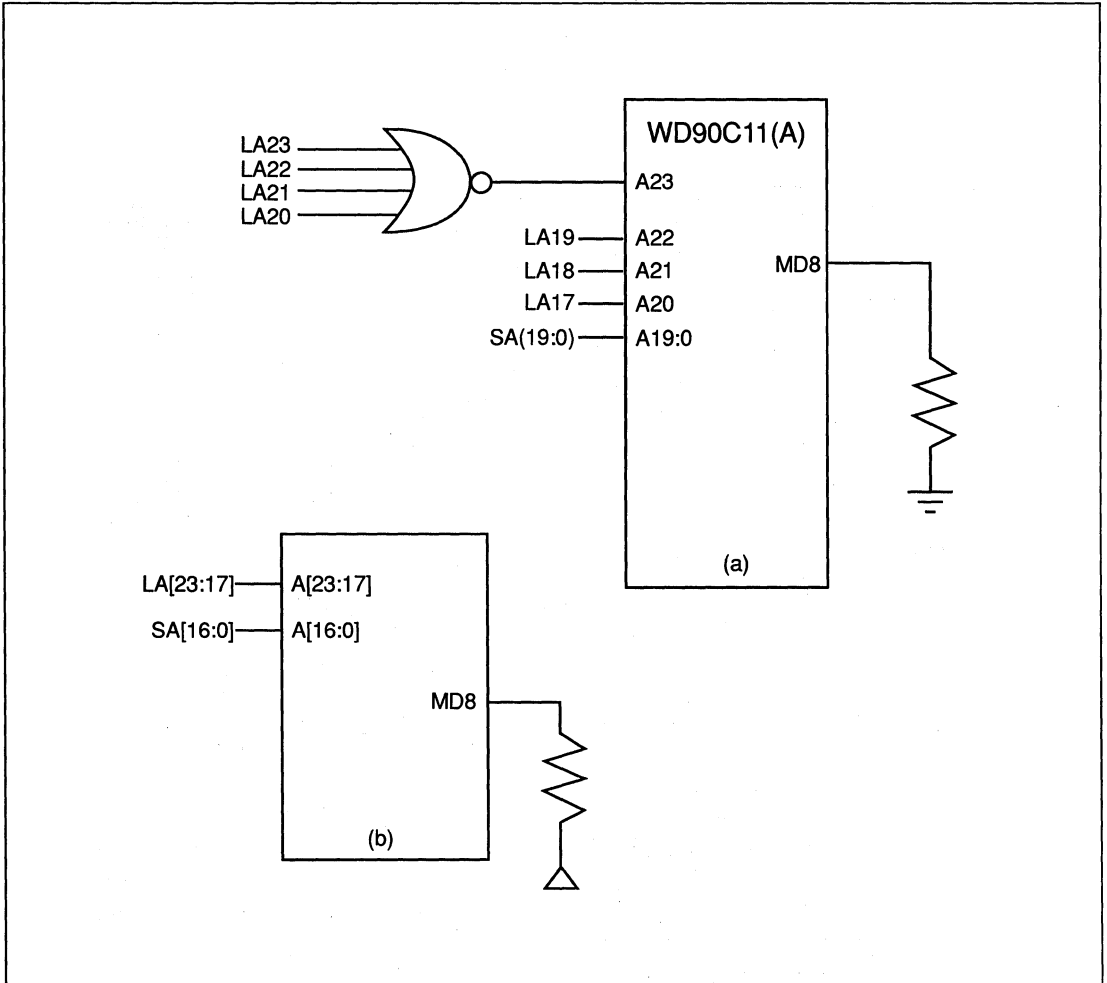 WD90C11(A)
LA23
LA22
LA21
LA20
A23
LA19
A22
LA18
A21
LA17
A20
SA(19:0)
A19:0
MD8
(a)
LA[23:17]
A[23:17]
SA[16:0]
A[16:0]
MD8
(b)